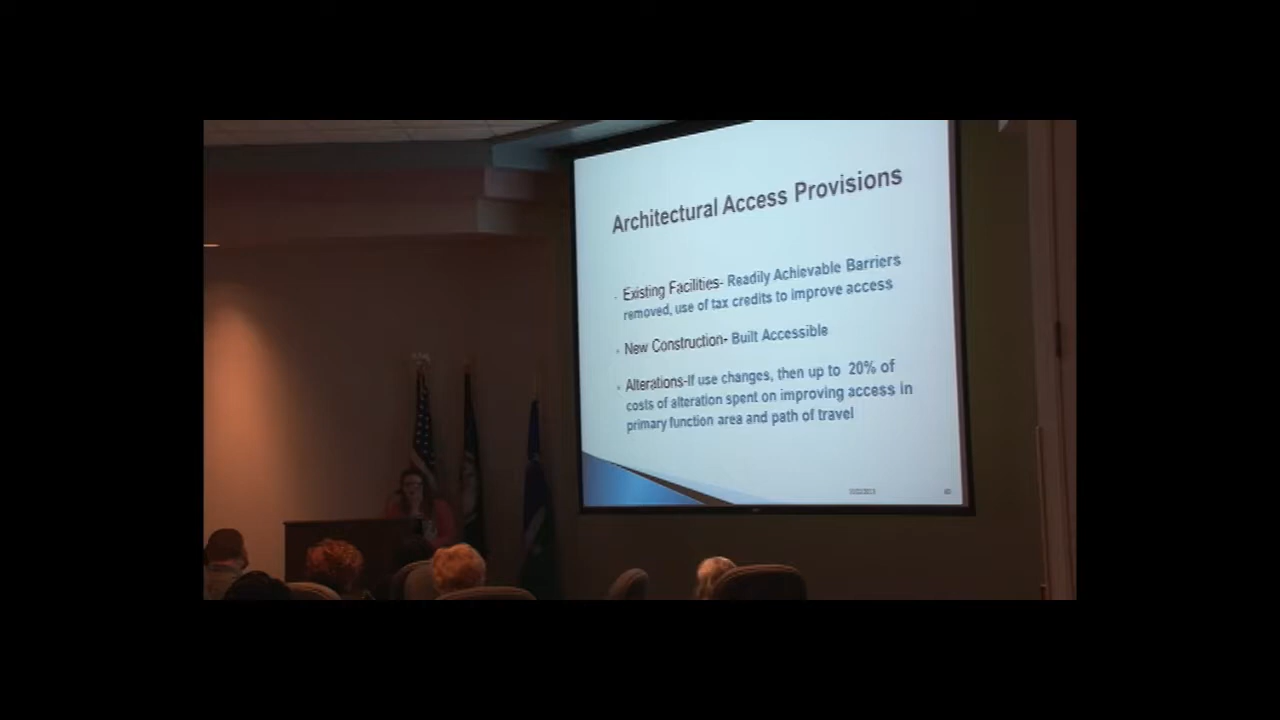 Architectural Access Provisions
Existing Facilities- Readily Achievable Barriers
removed, use of tax credits to improve access
New Construction- Built Accessible
Alterations-If use changes, then up to 20% of
costs of alteration spent on improving access in
primary function area and path of travel